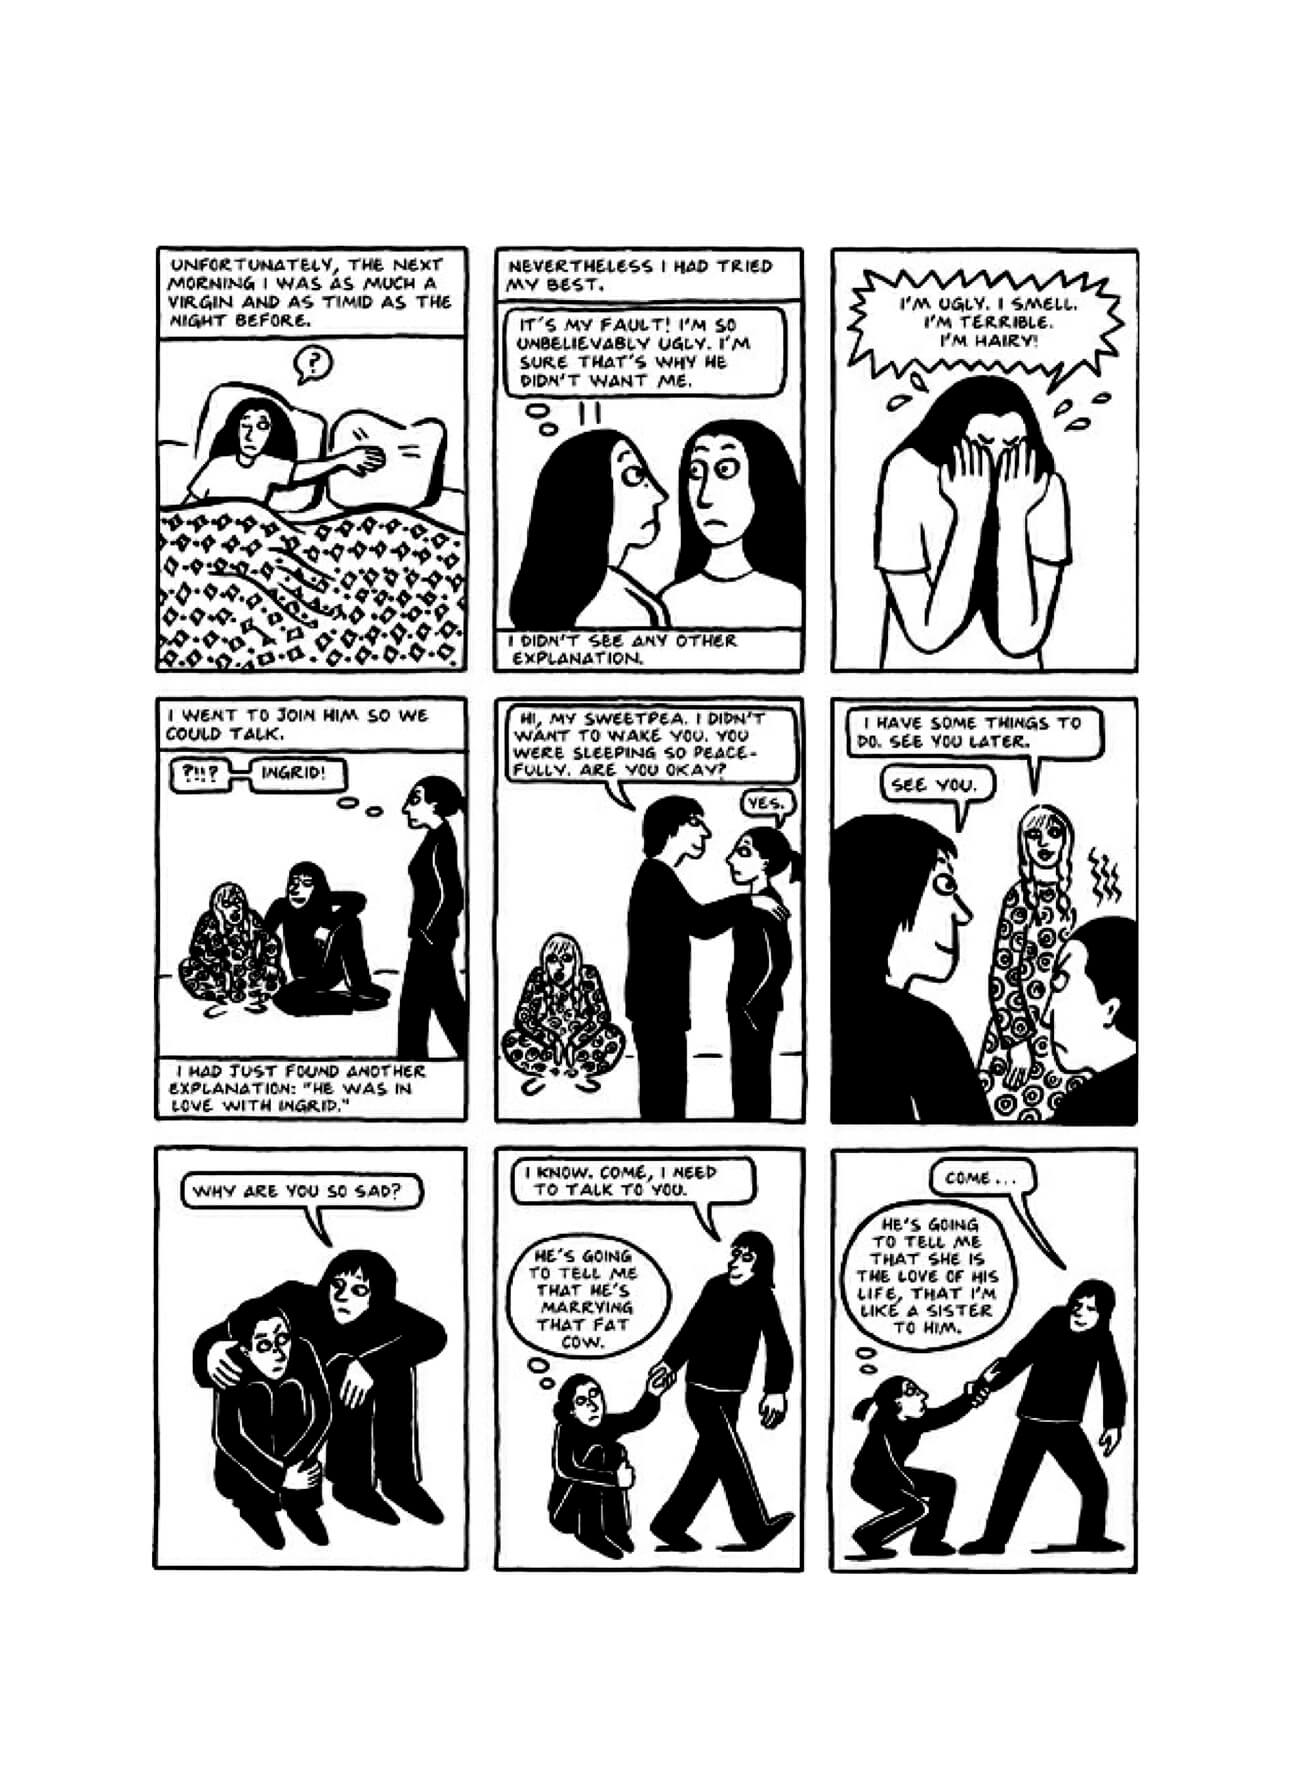 UNFORTUNATELY, THE NEXT
MORNING I WAS AS MUCH A
VIRGIN AND AS TIMID AS THE
NIGHT BEFORE.
?
NEVERTHELESS I HAD TRIED
MY BEST.
IT'S MY FAULT! I'M SO
UNBELIEVABLY UGLY. I'M
SURE THAT'S WHY HE
DIDN'T WANT ME.
I DIDN'T SEE ANY OTHER
EXPLANATION.
I'M UGLY. I SMELL.
I'M TERRIBLE.
I'M HAIRY!
I WENT TO JOIN HIM SO WE
COULD TALK.
?!!?
INGRID!
I HAD JUST FOUND ANOTHER
EXPLANATION: "HE WAS IN
LOVE WITH INGRID."
HI, MY SWEETPEA. I DIDN'T
WANT TO WAKE YOU. YOU
WERE SLEEPING SO PEACE-
FULLY. ARE YOU OKAY?
YES.
I HAVE SOME THINGS TO
DO. SEE YOU LATER.
SEE YOU.
WHY ARE YOU SO SAD?
I KNOW. COME, I NEED
TO TALK TO YOU.
HE'S GOING
TO TELL ME
THAT HE'S
MARRYING
THAT FAT
COW.
COME...
HE'S GOING
TO TELL ME
THAT SHE IS
THE LOVE OF HIS
LIFE, THAT I'M
LIKE A SISTER
TO HIM.